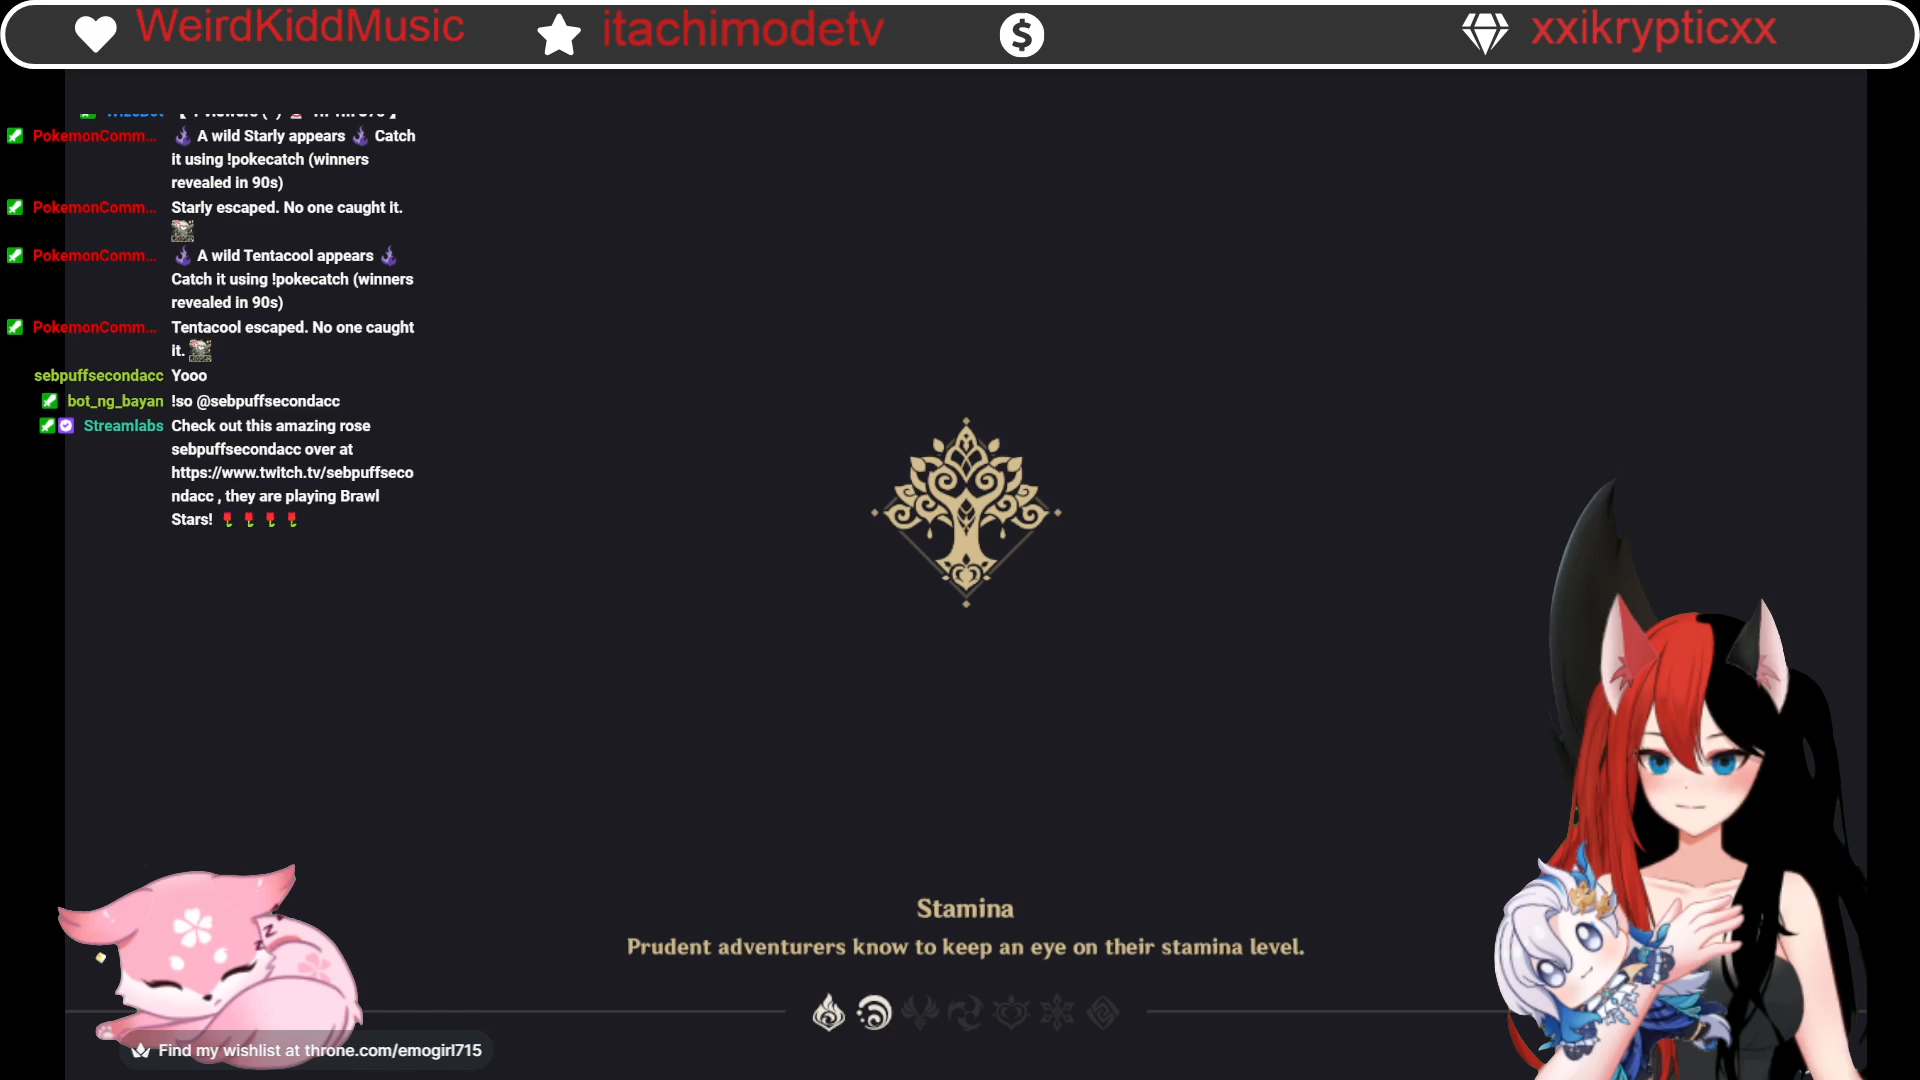 WeirdKiddMusic itachimodetv xxikrypticxx
PokemonComm... A wild Starly appears Catch
it using !pokecatch (winners
revealed in 90s)
PokemonComm... Starly escaped. No one caught it.
PokemonComm... A wild Tentacool appears
Catch it using !pokecatch (winners
revealed in 90s)
PokemonComm... Tentacool escaped. No one caught
it.
sebpuffsecondacc Yooo
bot_ng_bayan !so @sebpuffsecondacc
Streamlabs Check out this amazing rose
sebpuffsecondacc over at
https://www.twitch.tv/sebpuffseco
ndacc , they are playing Brawl
Stars!
Stamina
Prudent adventurers know to keep an eye on their stamina level.
Find my wishlist at throne.com/emogirl715